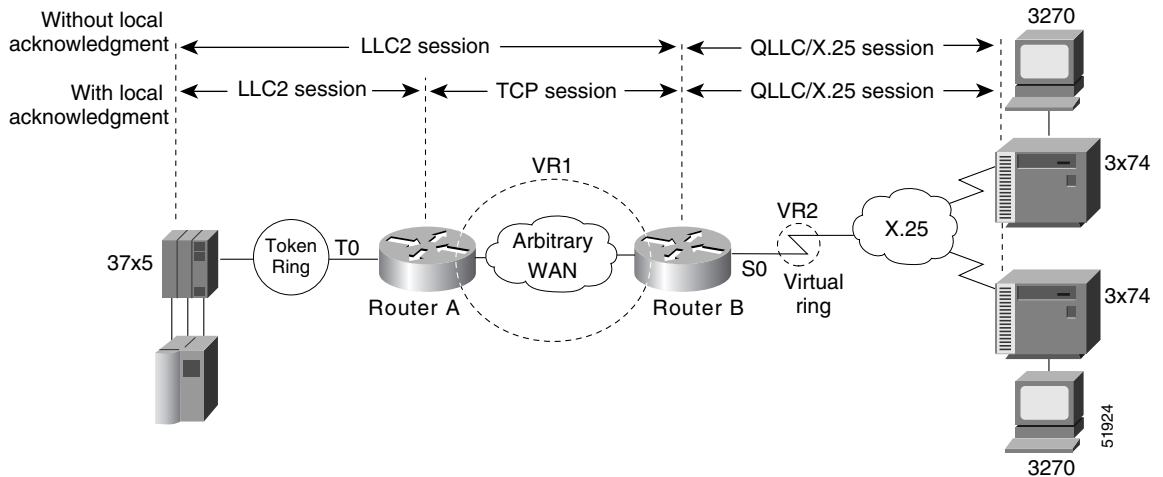 Without local
acknowledgment
LLC2 session
QLLC/X.25 session
3270
With local
acknowledgment
LLC2 session
TCP session
QLLC/X.25 session
VR1
3x74
VR2
X.25
37x5
Token
Ring
T0
Arbitrary
WAN
S0
Router A
Router B
Virtual
ring
3x74
51924
3270